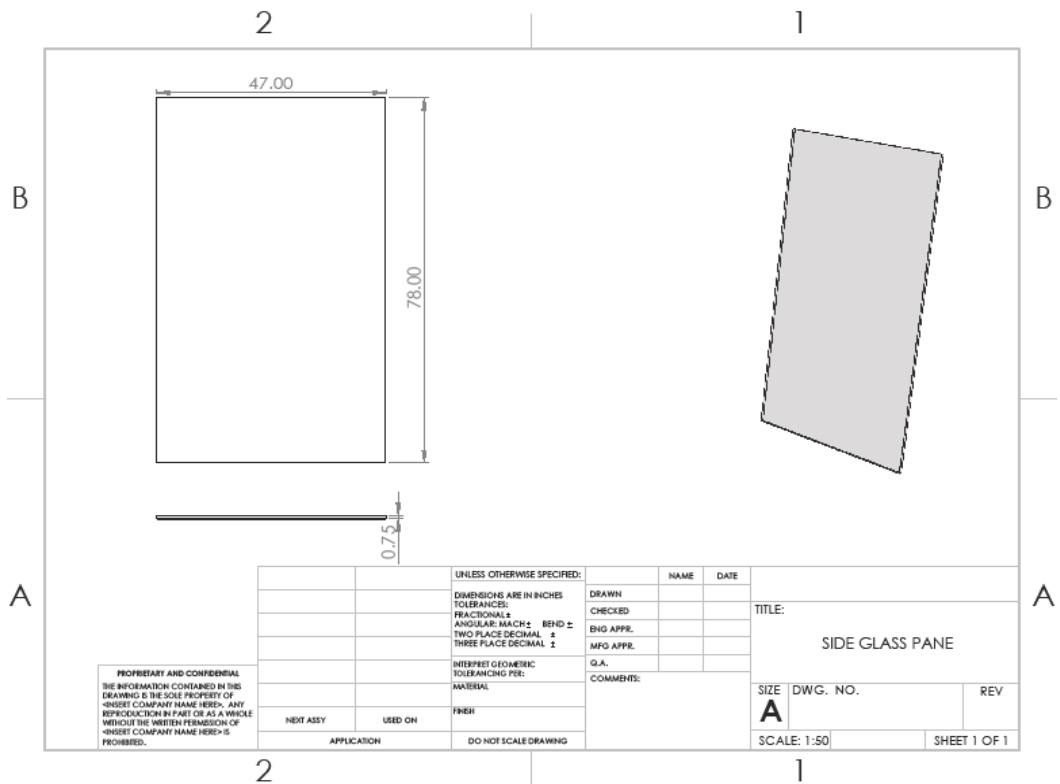 2 1
47.00
B B
78.00
0.75
A A
UNLESS OTHERWISE SPECIFIED:
DIMENSIONS ARE IN INCHES
TOLERANCES:
FRACTIONAL ±
ANGULAR: MACH ± BEND ±
TWO PLACE DECIMAL ±
THREE PLACE DECIMAL ±
INTERPRET GEOMETRIC
TOLERANCING PER:
MATERIAL
FINISH
DO NOT SCALE DRAWING
NAME DATE
DRAWN
CHECKED
ENG APPR.
MFG APPR.
Q.A.
COMMENTS:
TITLE:
SIDE GLASS PANE
SIZE DWG. NO. REV
A
SCALE: 1:50 SHEET 1 OF 1
PROPRIETARY AND CONFIDENTIAL
THE INFORMATION CONTAINED IN THIS
DRAWING IS THE SOLE PROPERTY OF
<INSERT COMPANY NAME HERE>. ANY
REPRODUCTION IN PART OR AS A WHOLE
WITHOUT THE WRITTEN PERMISSION OF
<INSERT COMPANY NAME HERE> IS
PROHIBITED.
NEXT ASSY USED ON
APPLICATION
2 1